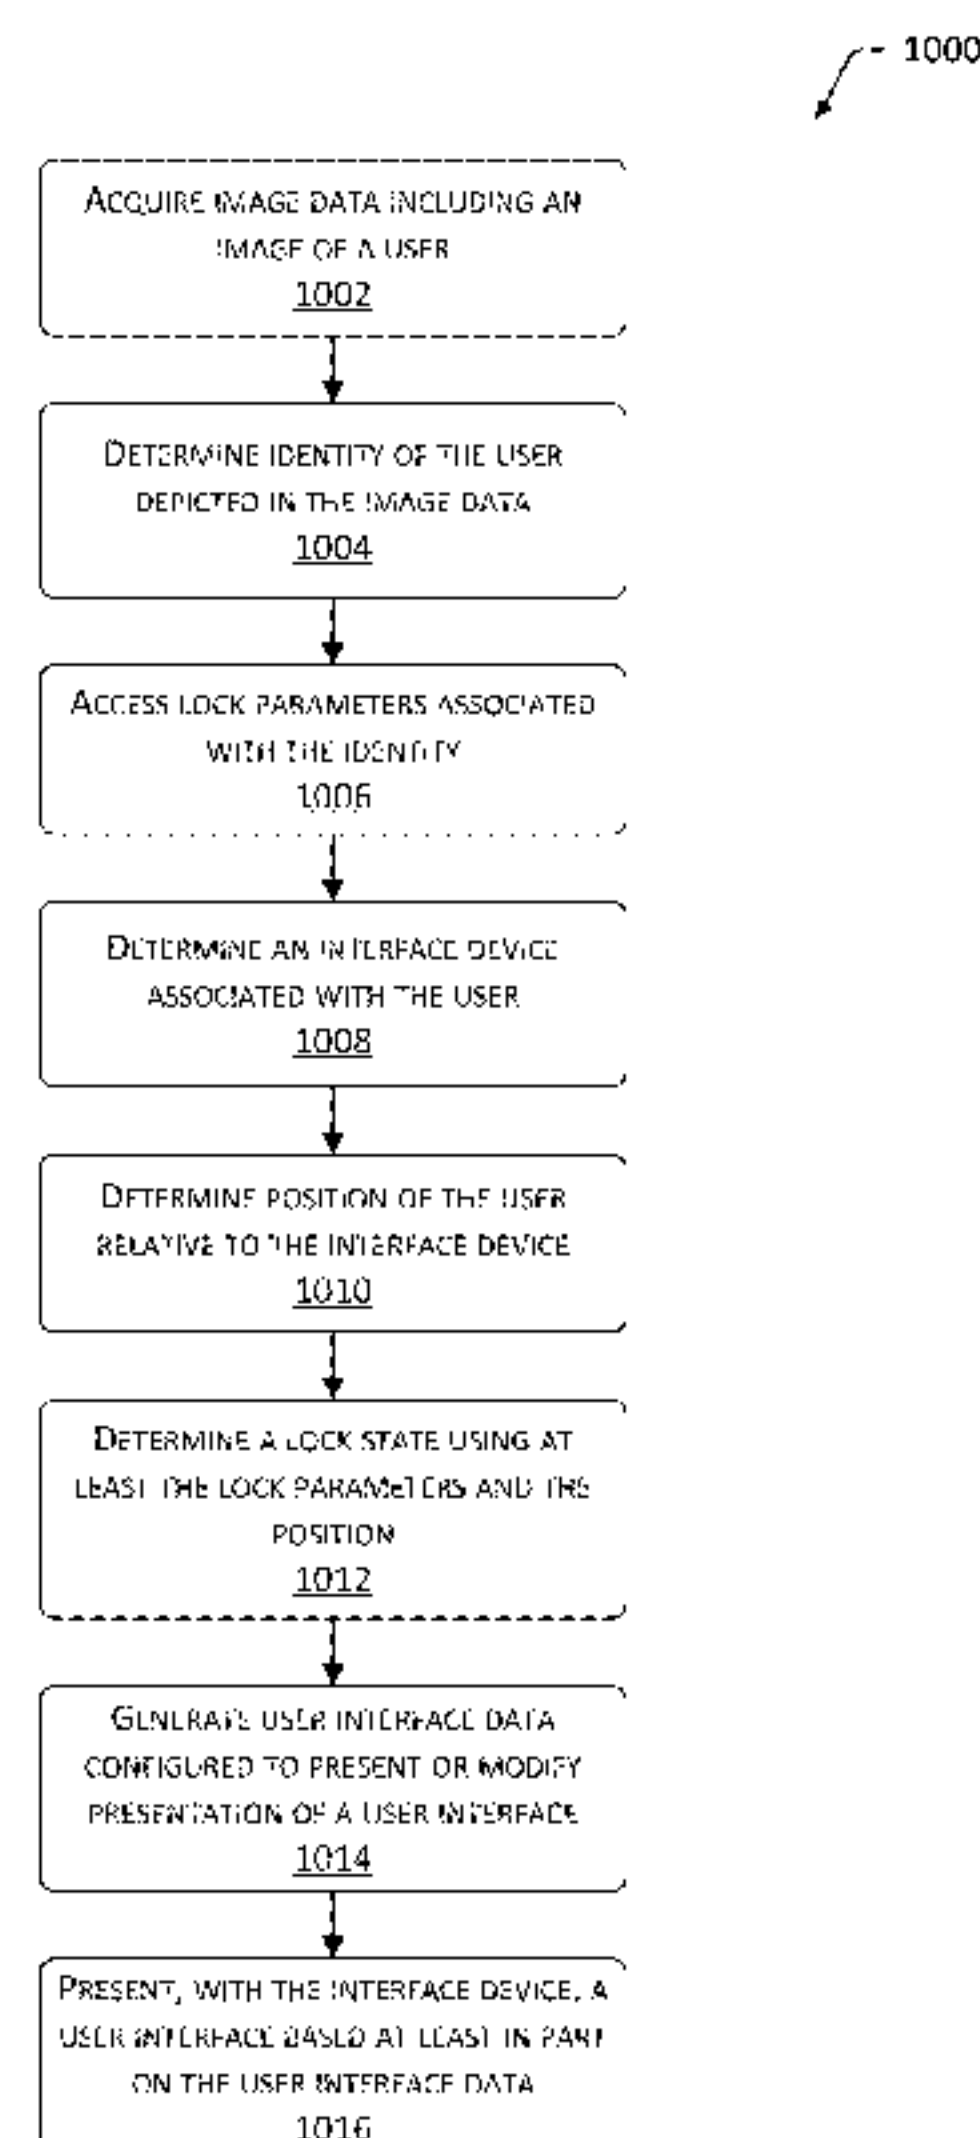 1000
ACQUIRE IMAGE DATA INCLUDING AN
IMAGE OF A USER
1002
DETERMINE IDENTITY OF THE USER
DEPICTED IN THE IMAGE DATA
1004
ACCESS LOCK PARAMETERS ASSOCIATED
WITH THE IDENTITY
1006
DETERMINE AN INTERFACE DEVICE
ASSOCIATED WITH THE USER
1008
DETERMINE POSITION OF THE USER
RELATIVE TO THE INTERFACE DEVICE
1010
DETERMINE A LOCK STATE USING AT
LEAST THE LOCK PARAMETERS AND THE
POSITION
1012
GENERATE USER INTERFACE DATA
CONFIGURED TO PRESENT OR MODIFY
PRESENTATION OF A USER INTERFACE
1014
PRESENT, WITH THE INTERFACE DEVICE, A
USER INTERFACE BASED AT LEAST IN PART
ON THE USER INTERFACE DATA
1016